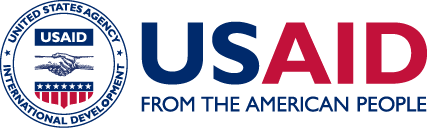 UNITED STATES AGENCY
USAID
INTERNATIONAL DEVELOPMENT
USAID
FROM THE AMERICAN PEOPLE